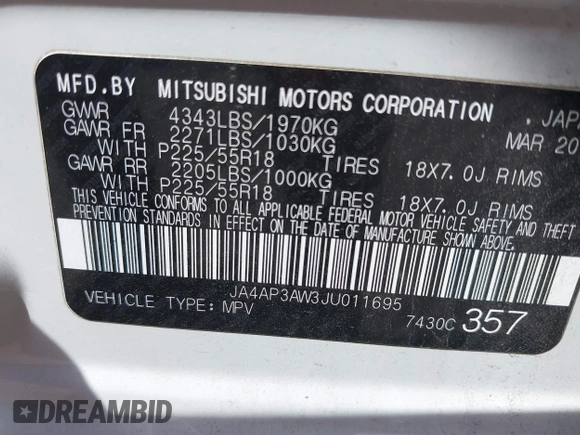 MFD.BY MITSUBISHI MOTORS CORPORATION JAP
GVWR 4343LBS/1970KG MAR 20
GAWR FR 2271LBS/1030KG
WITH P225/55R18 TIRES 18X7.0J RIMS
GAWR RR 2205LBS/1000KG
WITH P225/55R18 TIRES 18X7.0J RIMS
THIS VEHICLE CONFORMS TO ALL APPLICABLE FEDERAL MOTOR VEHICLE SAFETY AND THEFT
PREVENTION STANDARDS IN EFFECT ON THE DATE OF MANUFACTURE SHOWN ABOVE.
JA4AP3AW3JU011695
VEHICLE TYPE: MPV 7430C 357
DREAMBID